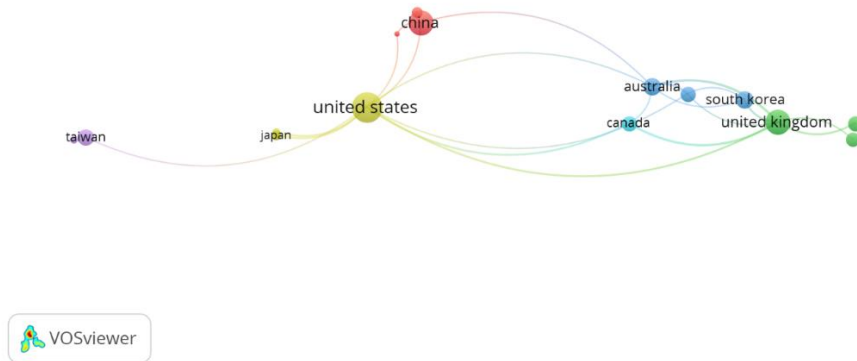 china
australia
south korea
united states
canada
united kingdom
taiwan
japan
VOSviewer